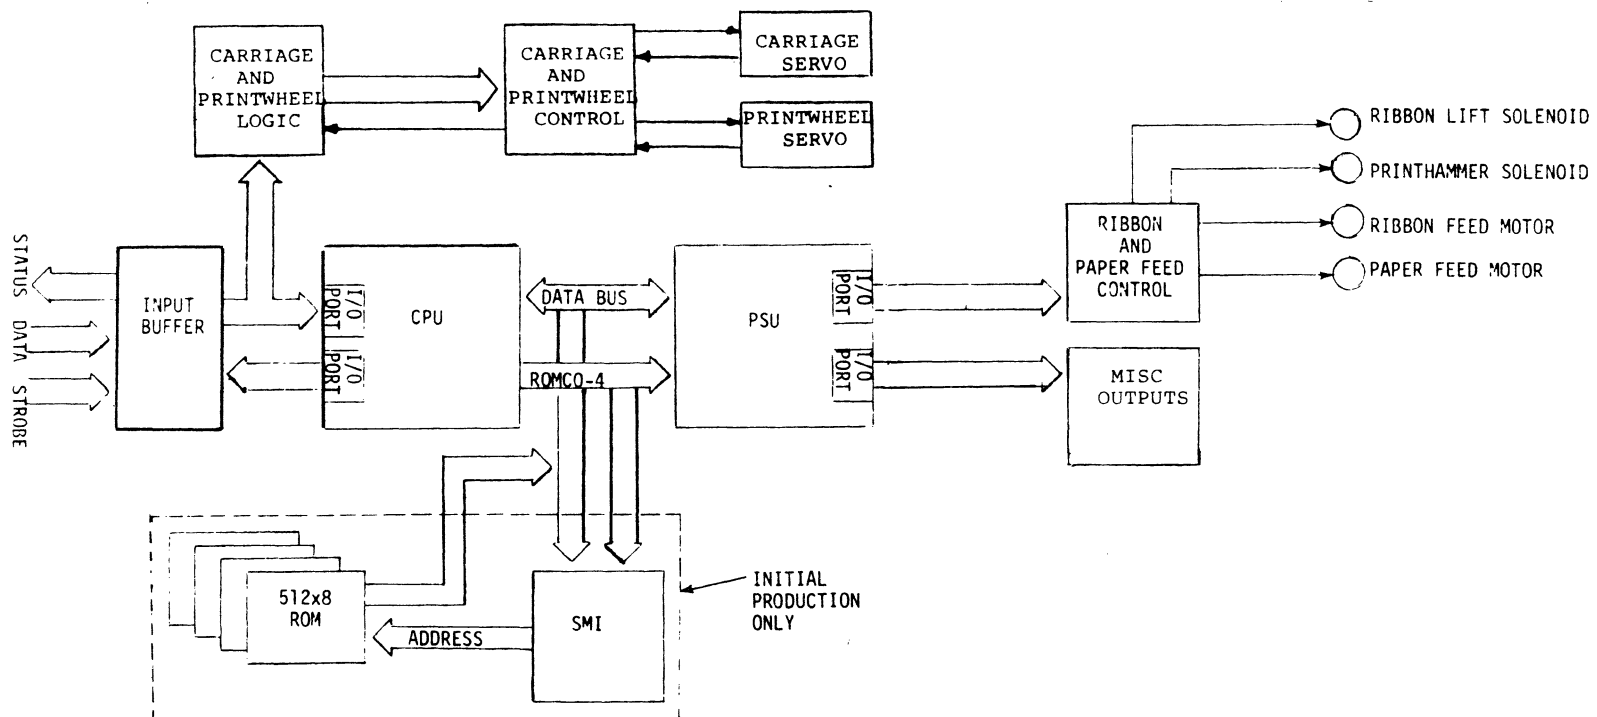 CARRIAGE
AND
PRINTWHEEL
LOGIC
CARRIAGE
AND
PRINTWHEEL
CONTROL
CARRIAGE
SERVO
PRINTWHEEL
SERVO
RIBBON LIFT SOLENOID
PRINTHAMMER SOLENOID
RIBBON FEED MOTOR
PAPER FEED MOTOR
RIBBON
AND
PAPER FEED
CONTROL
STATUS
DATA
STROBE
INPUT
BUFFER
I/O
PORT
I/O
PORT
CPU
DATA BUS
ROMCO-4
PSU
I/O
PORT
I/O
PORT
MISC
OUTPUTS
512x8
ROM
ADDRESS
SMI
INITIAL
PRODUCTION
ONLY